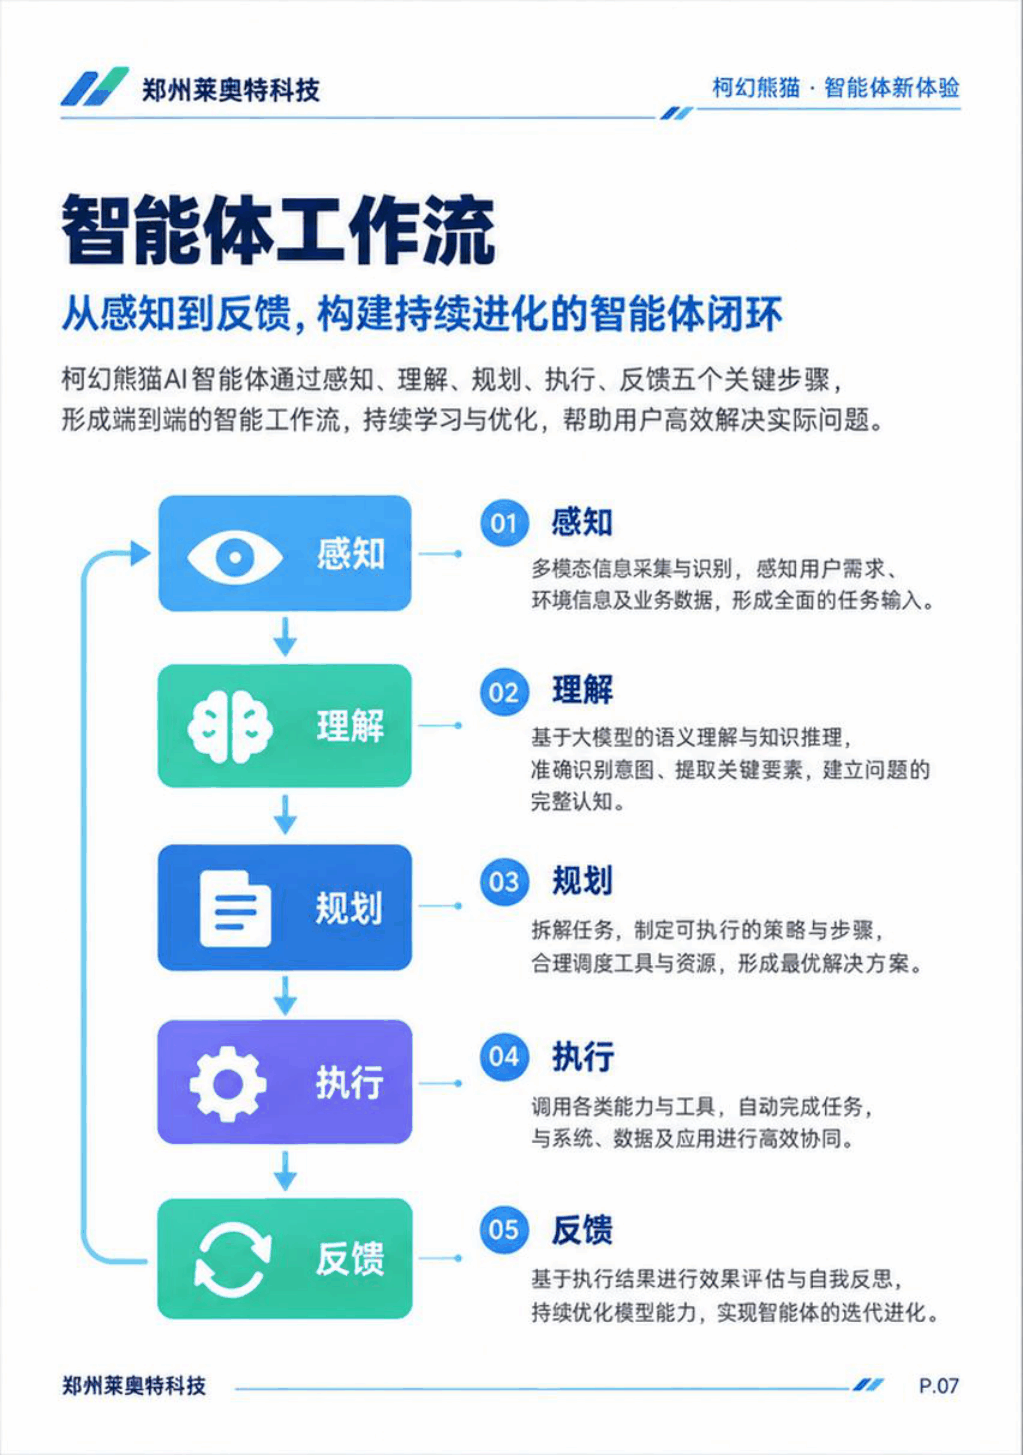 郑州莱奥特科技
柯幻熊猫 · 智能体新体验
智能体工作流
从感知到反馈，构建持续进化的智能体闭环
柯幻熊猫AI智能体通过感知、理解、规划、执行、反馈五个关键步骤，
形成端到端的智能工作流，持续学习与优化，帮助用户高效解决实际问题。
感知
01 感知
多模态信息采集与识别，感知用户需求、
环境信息及业务数据，形成全面的任务输入。
理解
02 理解
基于大模型的语义理解与知识推理，
准确识别意图、提取关键要素，建立问题的
完整认知。
规划
03 规划
拆解任务，制定可执行的策略与步骤，
合理调度工具与资源，形成最优解决方案。
执行
04 执行
调用各类能力与工具，自动完成任务，
与系统、数据及应用进行高效协同。
反馈
05 反馈
基于执行结果进行效果评估与自我反思，
持续优化模型能力，实现智能体的迭代进化。
郑州莱奥特科技
P.07